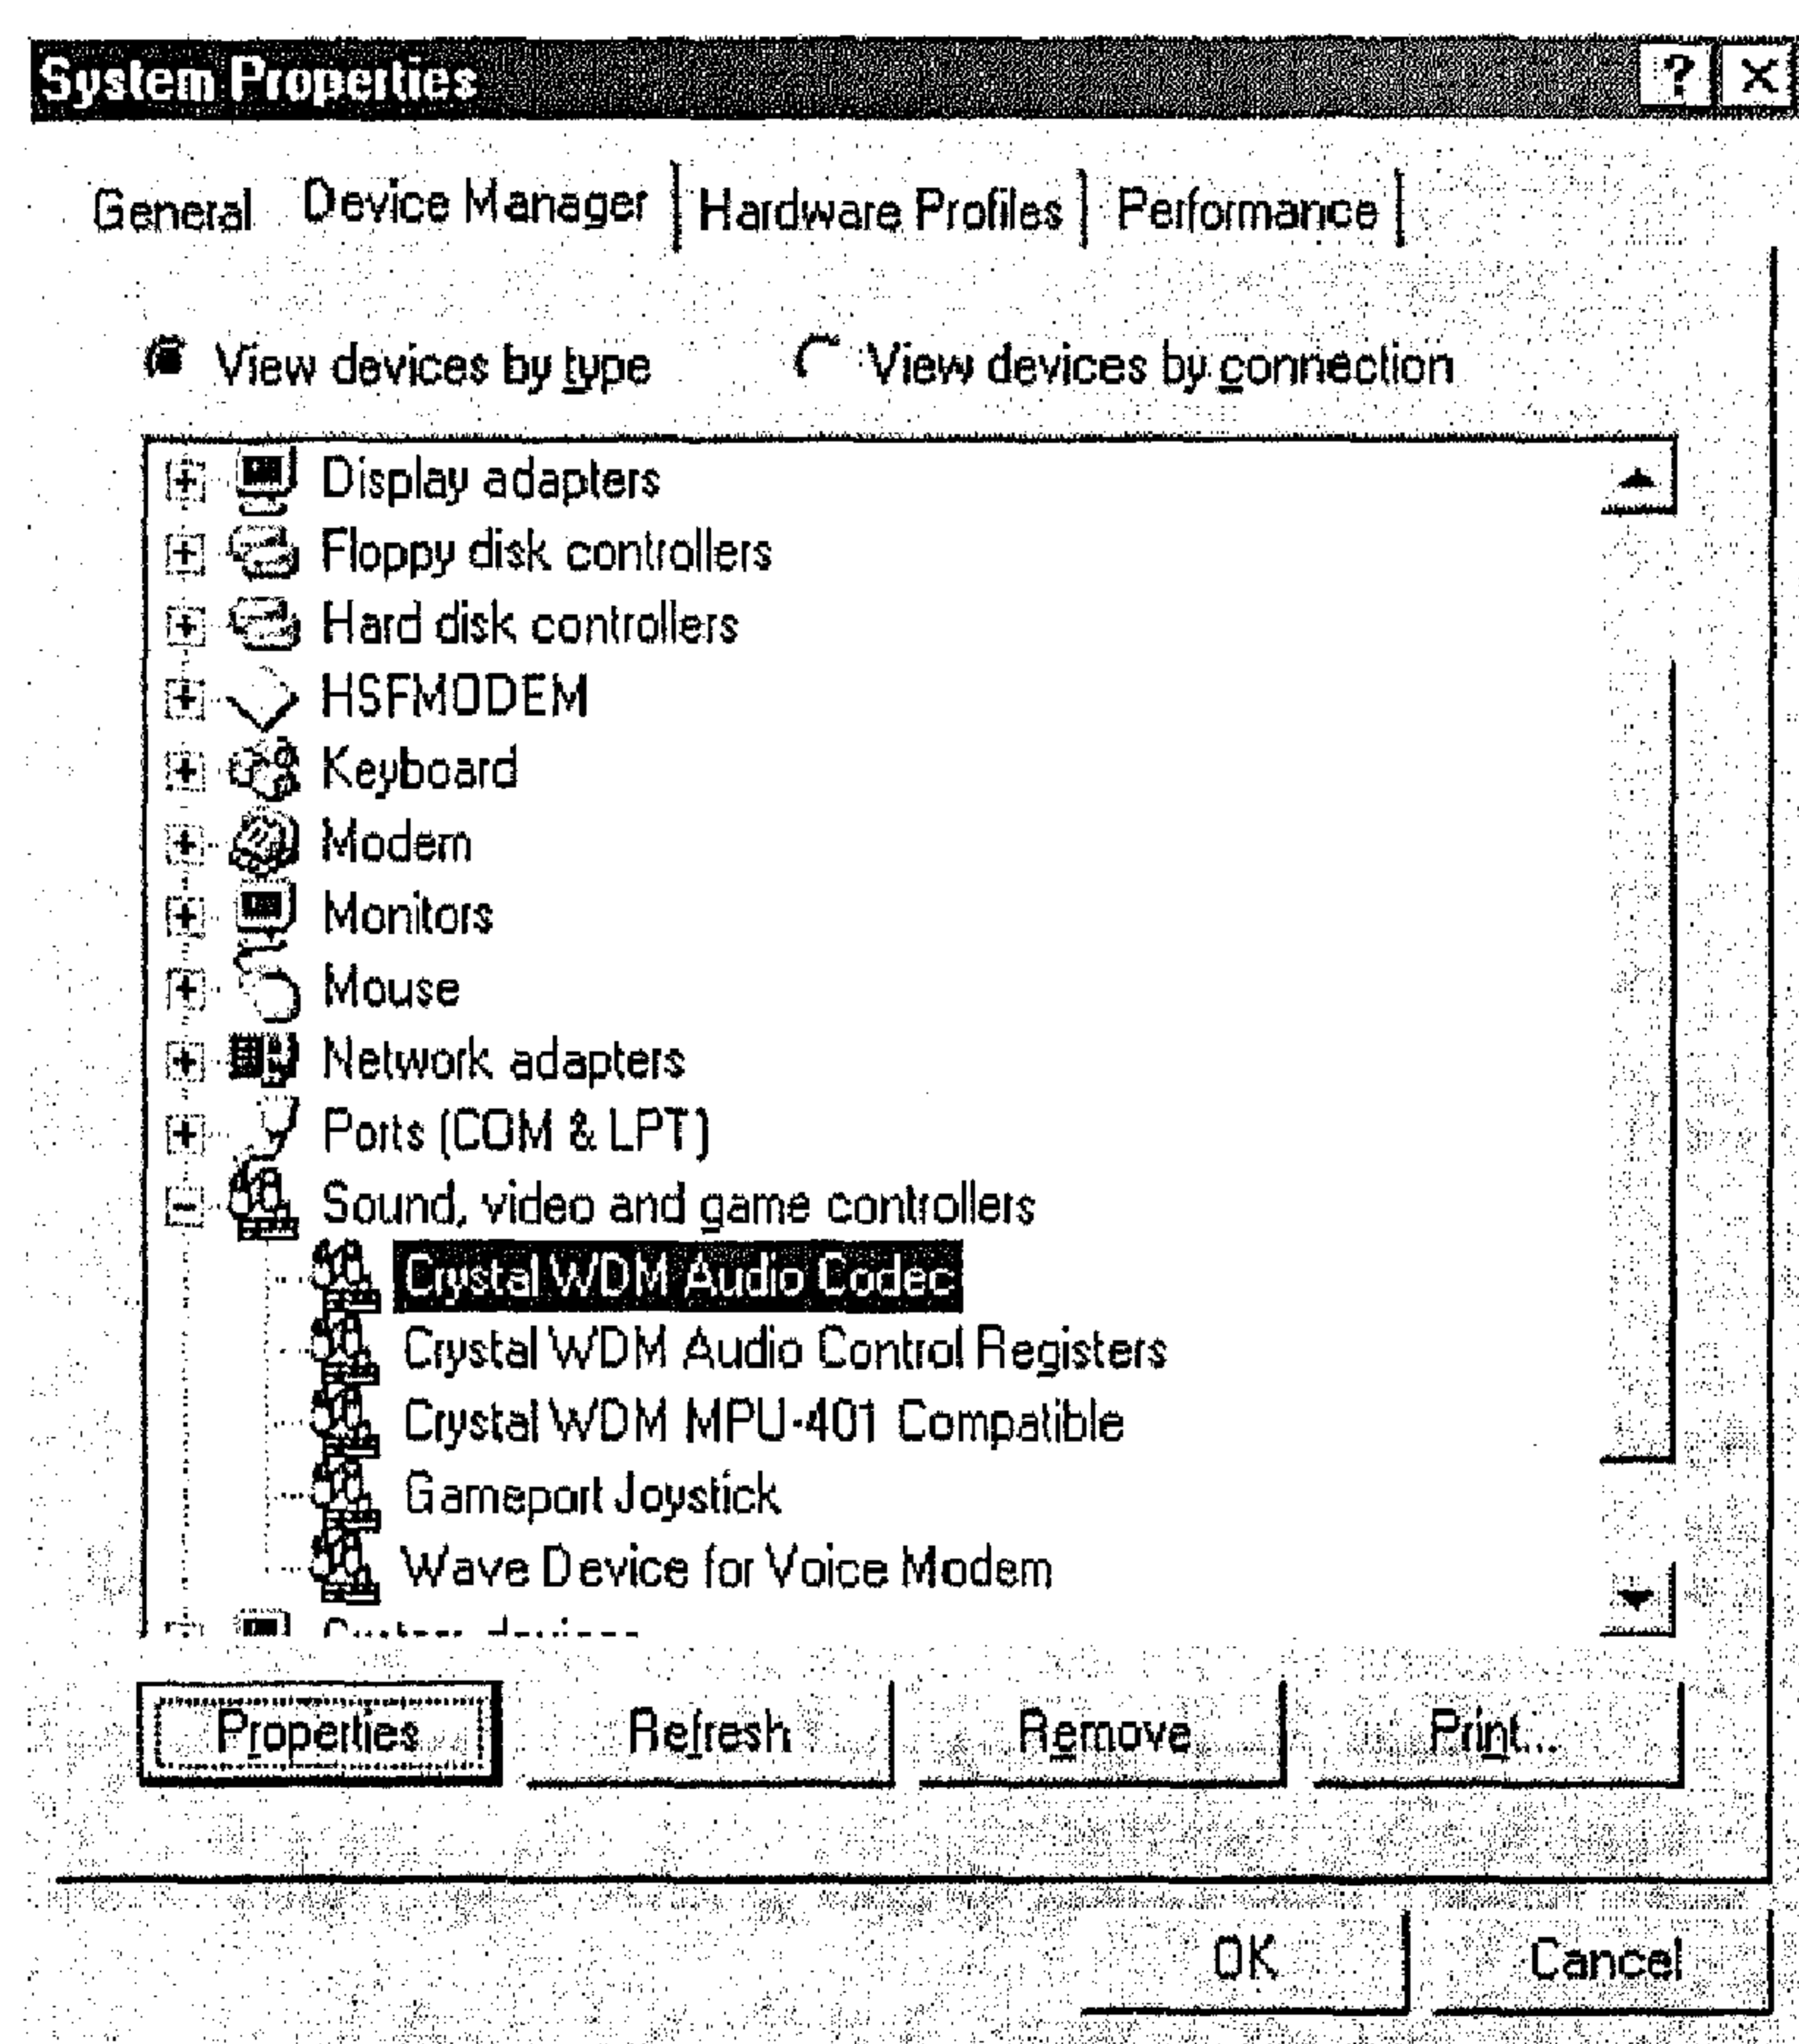 System Properties ? X
General Device Manager Hardware Profiles Performance
View devices by type View devices by connection
Display adapters
Floppy disk controllers
Hard disk controllers
HSFMODEM
Keyboard
Modem
Monitors
Mouse
Network adapters
Ports (COM & LPT)
Sound, video and game controllers
Crystal WDM Audio Codec
Crystal WDM Audio Control Registers
Crystal WDM MPU-401 Compatible
Gameport Joystick
Wave Device for Voice Modem
Properties Refresh Remove Print...
OK Cancel